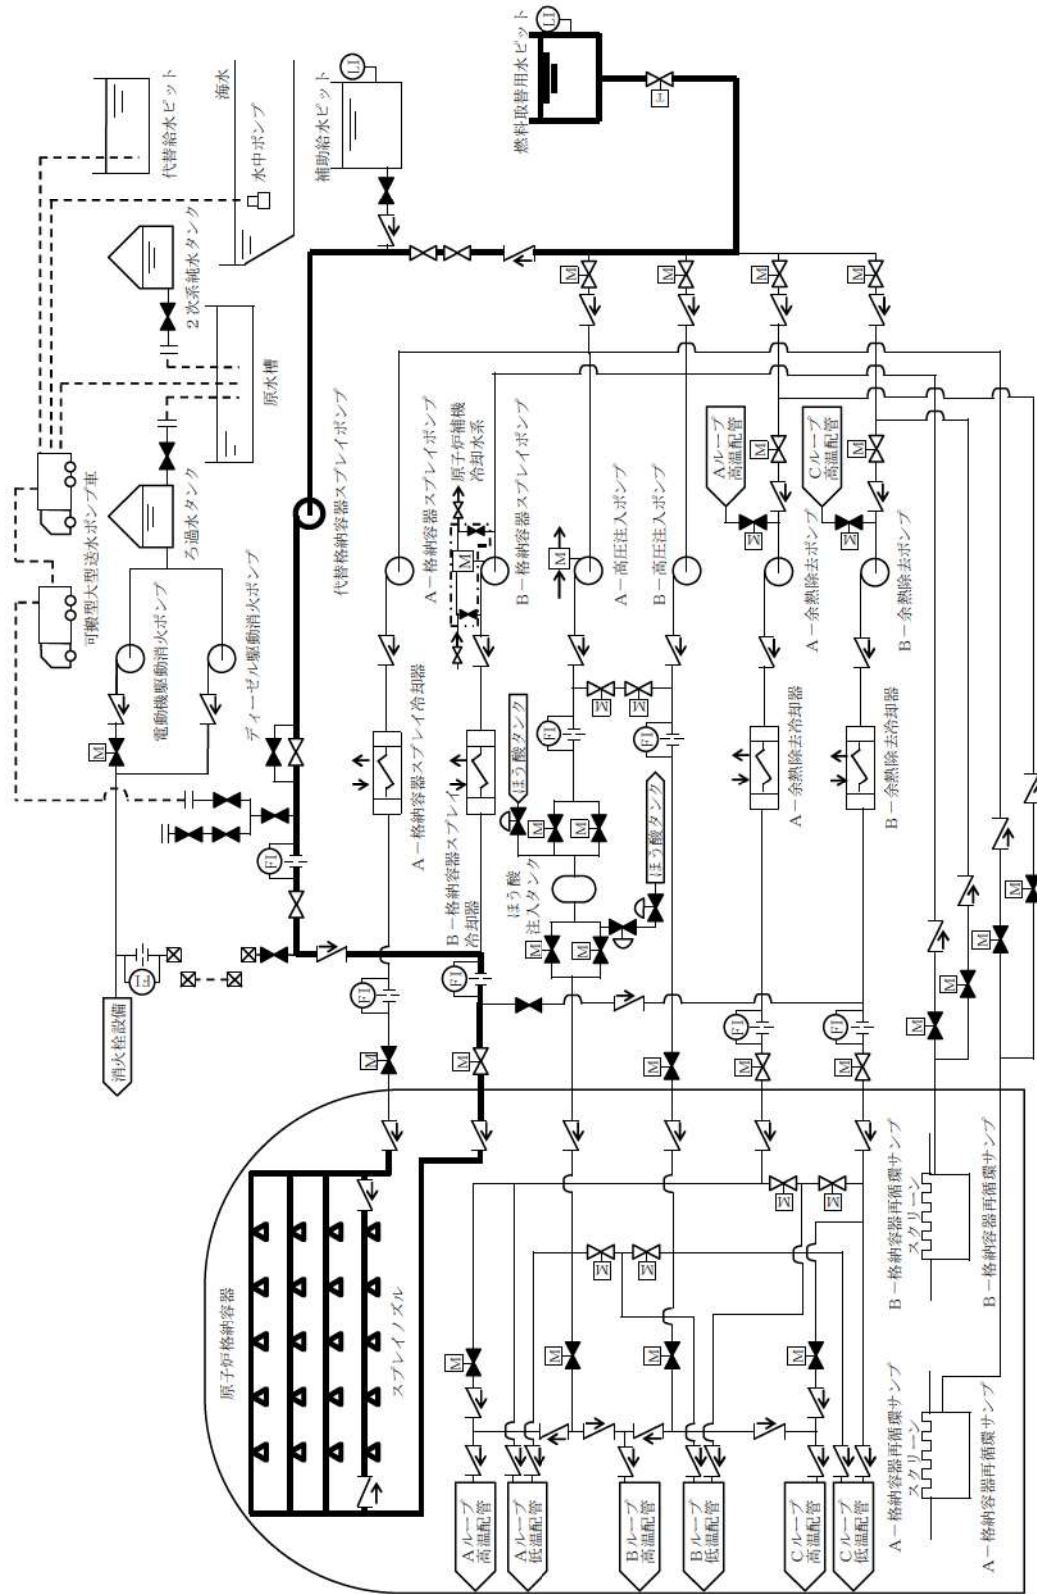 代替給水ピット
海水
水中ポンプ
補助給水ピット
LI
燃料取替用水ピット
LI
T
2次系純水タンク
原水槽
ろ過水タンク
可搬型大型送水ポンプ車
電動機駆動消火ポンプ
ディーゼル駆動消火ポンプ
M
FI
FI
消火栓設備
代替格納容器スプレイポンプ
A－格納容器スプレイポンプ
原子炉補機
冷却水系
M
B－格納容器スプレイポンプ
M
A－高圧注入ポンプ
B－高圧注入ポンプ
M
M
M
M
Aループ
高温配管
M
M
Cループ
高温配管
M
M
A－余熱除去ポンプ
B－余熱除去ポンプ
A－格納容器スプレイ冷却器
B－格納容器スプレイ
冷却器
ほう酸タンク
FI
M
M
FI
M
M
ほう酸
注入タンク
M
M
ほう酸タンク
A－余熱除去冷却器
B－余熱除去冷却器
FI
FI
M
M
M
FI
FI
M
M
M
M
M
M
原子炉格納容器
スプレイノズル
M
M
M
M
M
M
M
M
Aループ
高温配管
Aループ
低温配管
Bループ
高温配管
Bループ
低温配管
Cループ
高温配管
Cループ
低温配管
B－格納容器再循環サンプ
スクリーン
B－格納容器再循環サンプ
A－格納容器再循環サンプ
スクリーン
A－格納容器再循環サンプ